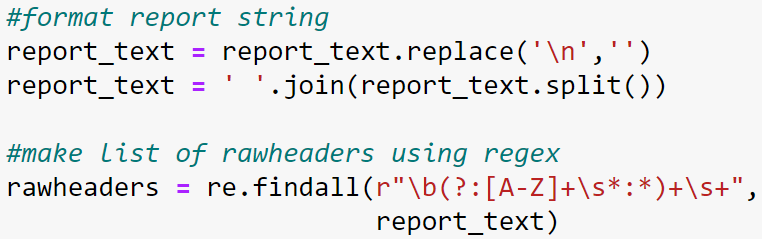 #format report string
report_text = report_text.replace('\n','')
report_text = ' '.join(report_text.split())
#make list of rawheaders using regex
rawheaders = re.findall(r"\b(?:[A-Z]+\s*:*)+\s+",
report_text)